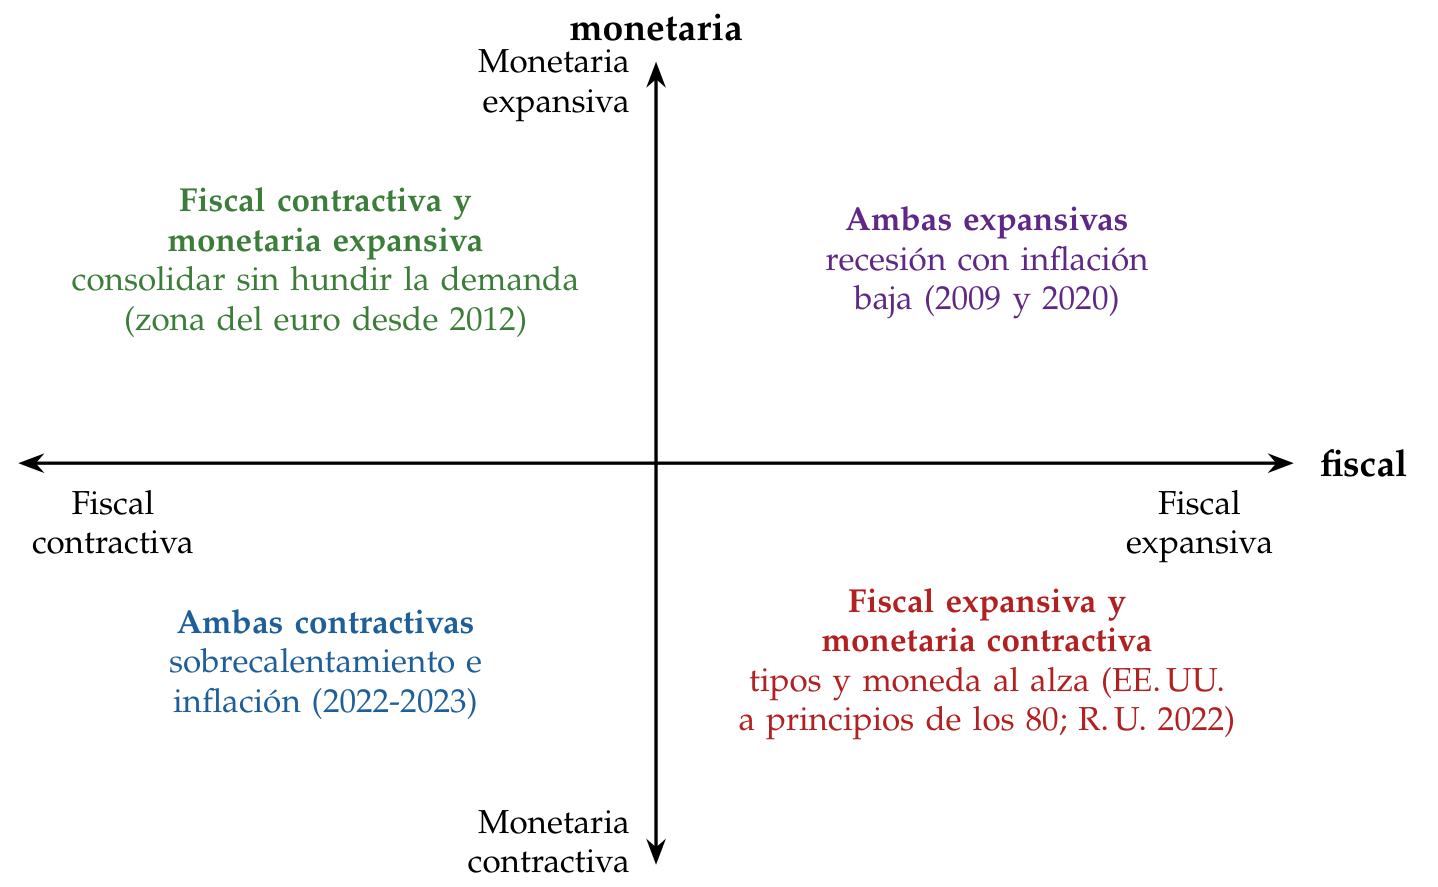 monetaria
Monetaria
expansiva
Fiscal contractiva y
monetaria expansiva
consolidar sin hundir la demanda
(zona del euro desde 2012)
Ambas expansivas
recesión con inflación
baja (2009 y 2020)
fiscal
Fiscal
contractiva
Fiscal
expansiva
Ambas contractivas
sobrecalentamiento e
inflación (2022-2023)
Fiscal expansiva y
monetaria contractiva
tipos y moneda al alza (EE. UU.
a principios de los 80; R. U. 2022)
Monetaria
contractiva